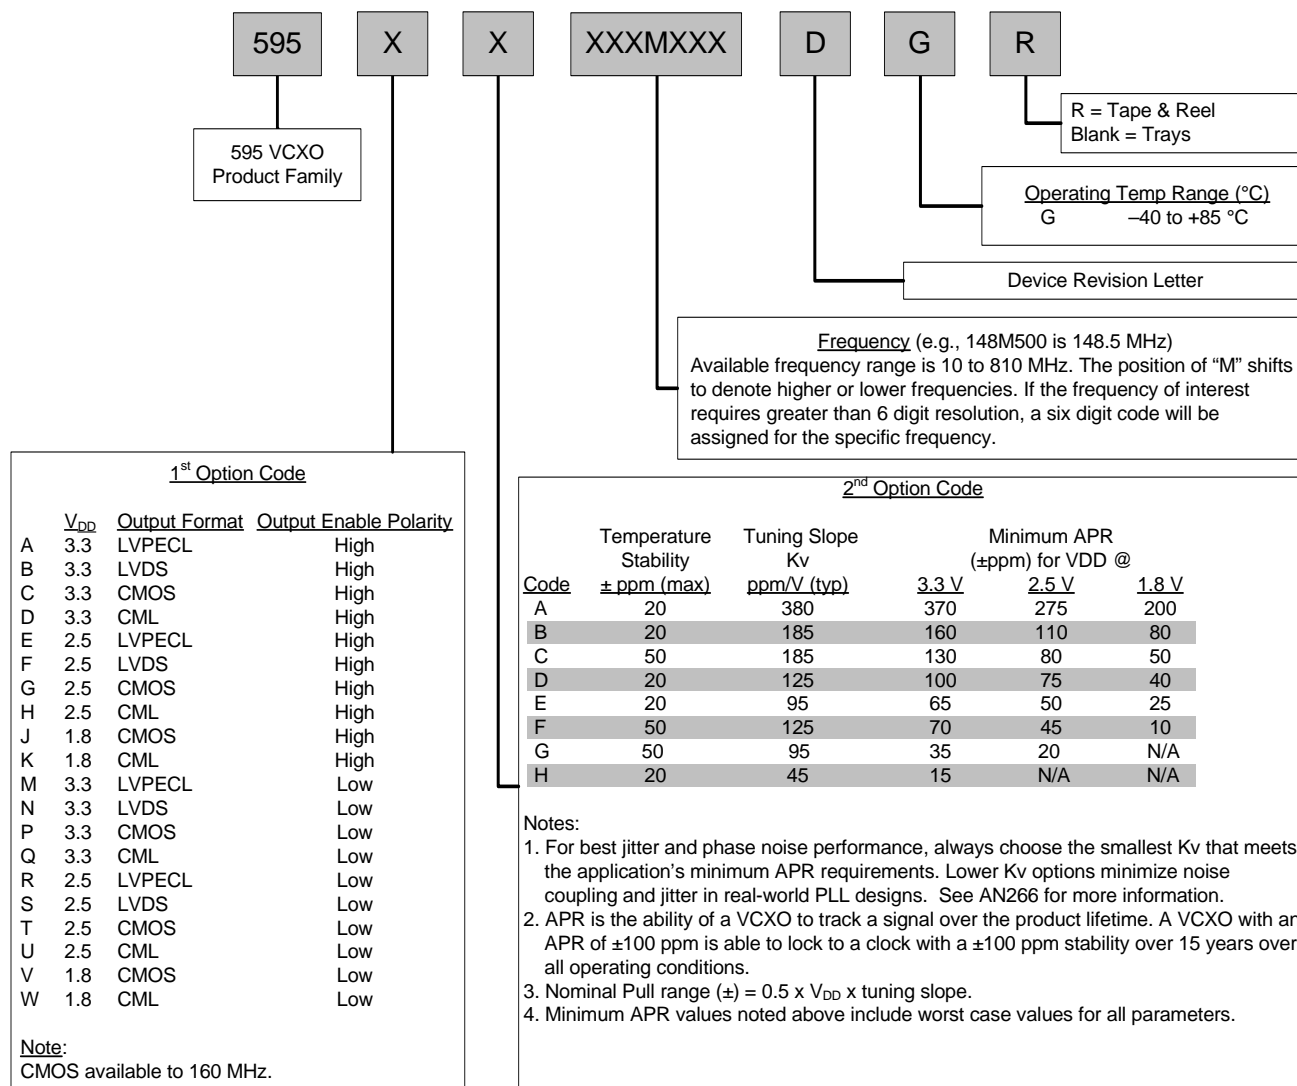 595 X X XXXMXXX D G R
R = Tape & Reel
Blank = Trays
595 VCXO
Product Family
Operating Temp Range (°C)
G –40 to +85 °C
Device Revision Letter
Frequency (e.g., 148M500 is 148.5 MHz)
Available frequency range is 10 to 810 MHz. The position of “M” shifts
to denote higher or lower frequencies. If the frequency of interest
requires greater than 6 digit resolution, a six digit code will be
assigned for the specific frequency.
1st Option Code
VDD Output Format Output Enable Polarity
A 3.3 LVPECL High
B 3.3 LVDS High
C 3.3 CMOS High
D 3.3 CML High
E 2.5 LVPECL High
F 2.5 LVDS High
G 2.5 CMOS High
H 2.5 CML High
J 1.8 CMOS High
K 1.8 CML High
M 3.3 LVPECL Low
N 3.3 LVDS Low
P 3.3 CMOS Low
Q 3.3 CML Low
R 2.5 LVPECL Low
S 2.5 LVDS Low
T 2.5 CMOS Low
U 2.5 CML Low
V 1.8 CMOS Low
W 1.8 CML Low
Note:
CMOS available to 160 MHz.
2nd Option Code
Temperature Tuning Slope Minimum APR
Stability Kv (±ppm) for VDD @
Code ± ppm (max) ppm/V (typ) 3.3 V 2.5 V 1.8 V
A 20 380 370 275 200
B 20 185 160 110 80
C 50 185 130 80 50
D 20 125 100 75 40
E 20 95 65 50 25
F 50 125 70 45 10
G 50 95 35 20 N/A
H 20 45 15 N/A N/A
Notes:
1. For best jitter and phase noise performance, always choose the smallest Kv that meets
the application’s minimum APR requirements. Lower Kv options minimize noise
coupling and jitter in real-world PLL designs. See AN266 for more information.
2. APR is the ability of a VCXO to track a signal over the product lifetime. A VCXO with an
APR of ±100 ppm is able to lock to a clock with a ±100 ppm stability over 15 years over
all operating conditions.
3. Nominal Pull range (±) = 0.5 x VDD x tuning slope.
4. Minimum APR values noted above include worst case values for all parameters.